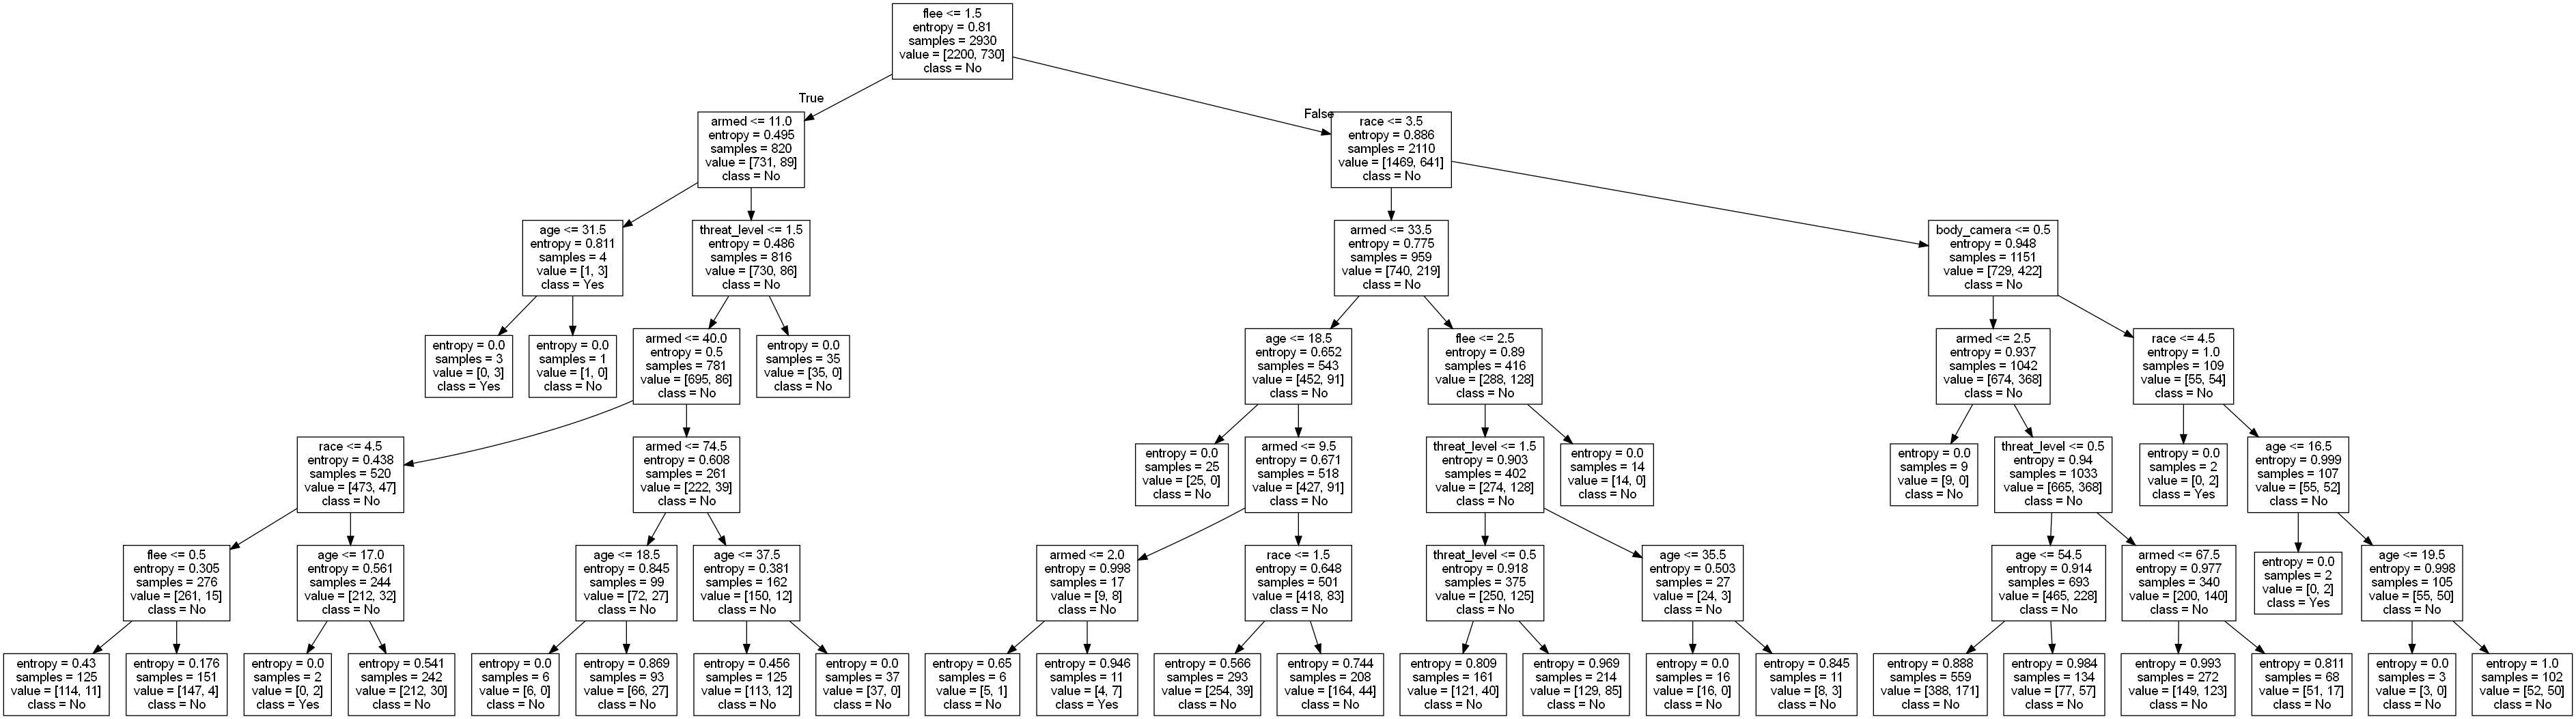 flee <= 1.5
entropy = 0.81
samples = 2930
value = [2200, 730]
class = No
True
False
armed <= 11.0
entropy = 0.495
samples = 820
value = [731, 89]
class = No
race <= 3.5
entropy = 0.886
samples = 2110
value = [1469, 641]
class = No
age <= 31.5
entropy = 0.811
samples = 4
value = [1, 3]
class = Yes
threat_level <= 1.5
entropy = 0.486
samples = 816
value = [730, 86]
class = No
armed <= 33.5
entropy = 0.775
samples = 959
value = [740, 219]
class = No
body_camera <= 0.5
entropy = 0.948
samples = 1151
value = [729, 422]
class = No
entropy = 0.0
samples = 3
value = [0, 3]
class = Yes
entropy = 0.0
samples = 1
value = [1, 0]
class = No
armed <= 40.0
entropy = 0.5
samples = 781
value = [695, 86]
class = No
entropy = 0.0
samples = 35
value = [35, 0]
class = No
age <= 18.5
entropy = 0.652
samples = 543
value = [452, 91]
class = No
flee <= 2.5
entropy = 0.89
samples = 416
value = [288, 128]
class = No
armed <= 2.5
entropy = 0.937
samples = 1042
value = [674, 368]
class = No
race <= 4.5
entropy = 1.0
samples = 109
value = [55, 54]
class = No
race <= 4.5
entropy = 0.438
samples = 520
value = [473, 47]
class = No
armed <= 74.5
entropy = 0.608
samples = 261
value = [222, 39]
class = No
entropy = 0.0
samples = 25
value = [25, 0]
class = No
armed <= 9.5
entropy = 0.671
samples = 518
value = [427, 91]
class = No
threat_level <= 1.5
entropy = 0.903
samples = 402
value = [274, 128]
class = No
entropy = 0.0
samples = 14
value = [14, 0]
class = No
entropy = 0.0
samples = 9
value = [9, 0]
class = No
threat_level <= 0.5
entropy = 0.94
samples = 1033
value = [665, 368]
class = No
entropy = 0.0
samples = 2
value = [0, 2]
class = Yes
age <= 16.5
entropy = 0.999
samples = 107
value = [55, 52]
class = No
flee <= 0.5
entropy = 0.305
samples = 276
value = [261, 15]
class = No
age <= 17.0
entropy = 0.561
samples = 244
value = [212, 32]
class = No
age <= 18.5
entropy = 0.845
samples = 99
value = [72, 27]
class = No
age <= 37.5
entropy = 0.381
samples = 162
value = [150, 12]
class = No
armed <= 2.0
entropy = 0.998
samples = 17
value = [9, 8]
class = No
race <= 1.5
entropy = 0.648
samples = 501
value = [418, 83]
class = No
threat_level <= 0.5
entropy = 0.918
samples = 375
value = [250, 125]
class = No
age <= 35.5
entropy = 0.503
samples = 27
value = [24, 3]
class = No
age <= 54.5
entropy = 0.914
samples = 693
value = [465, 228]
class = No
armed <= 67.5
entropy = 0.977
samples = 340
value = [200, 140]
class = No
entropy = 0.0
samples = 2
value = [0, 2]
class = Yes
age <= 19.5
entropy = 0.998
samples = 105
value = [55, 50]
class = No
entropy = 0.43
samples = 125
value = [114, 11]
class = No
entropy = 0.176
samples = 151
value = [147, 4]
class = No
entropy = 0.0
samples = 2
value = [0, 2]
class = Yes
entropy = 0.541
samples = 242
value = [212, 30]
class = No
entropy = 0.0
samples = 6
value = [6, 0]
class = No
entropy = 0.869
samples = 93
value = [66, 27]
class = No
entropy = 0.456
samples = 125
value = [113, 12]
class = No
entropy = 0.0
samples = 37
value = [37, 0]
class = No
entropy = 0.65
samples = 6
value = [5, 1]
class = No
entropy = 0.946
samples = 11
value = [4, 7]
class = Yes
entropy = 0.566
samples = 293
value = [254, 39]
class = No
entropy = 0.744
samples = 208
value = [164, 44]
class = No
entropy = 0.809
samples = 161
value = [121, 40]
class = No
entropy = 0.969
samples = 214
value = [129, 85]
class = No
entropy = 0.0
samples = 16
value = [16, 0]
class = No
entropy = 0.845
samples = 11
value = [8, 3]
class = No
entropy = 0.888
samples = 559
value = [388, 171]
class = No
entropy = 0.984
samples = 134
value = [77, 57]
class = No
entropy = 0.993
samples = 272
value = [149, 123]
class = No
entropy = 0.811
samples = 68
value = [51, 17]
class = No
entropy = 0.0
samples = 3
value = [3, 0]
class = No
entropy = 1.0
samples = 102
value = [52, 50]
class = No